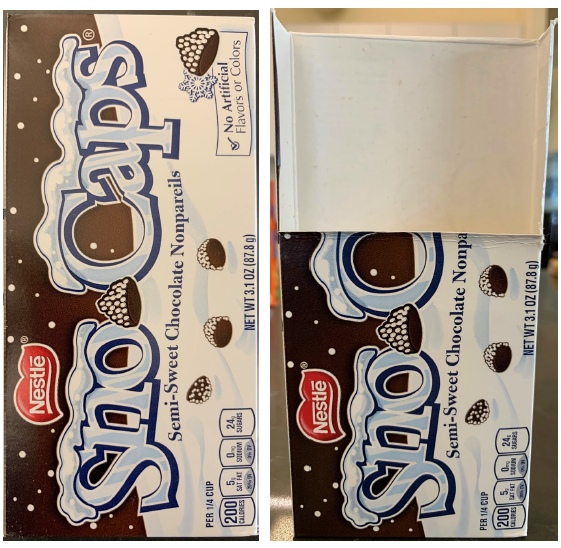 Sno Caps®
Semi-Sweet Chocolate Nonpareils
Nestlé®
No Artificial
Flavors or Colors
NET WT 3.1 OZ (87.8 g)
PER 1/4 CUP
200
CALORIES
5g
SAT FAT
0mg
SODIUM
24g
SUGARS
Sno C
Semi-Sweet Chocolate Nonpa
Nestlé®
NET WT 3.1 OZ (87.8 g)
PER 1/4 CUP
200
CALORIES
5g
SAT FAT
0mg
SODIUM
24g
SUGARS